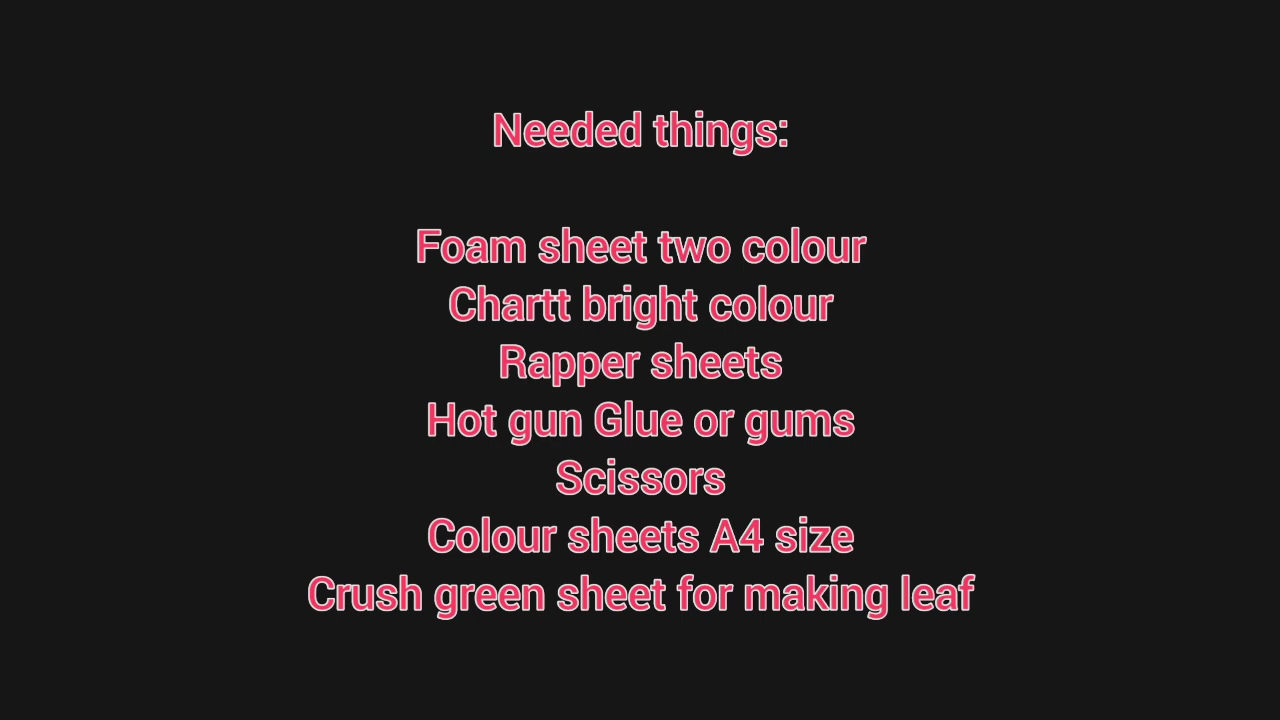 Needed things:
Foam sheet two colour
Chartt bright colour
Rapper sheets
Hot gun Glue or gums
Scissors
Colour sheets A4 size
Crush green sheet for making leaf